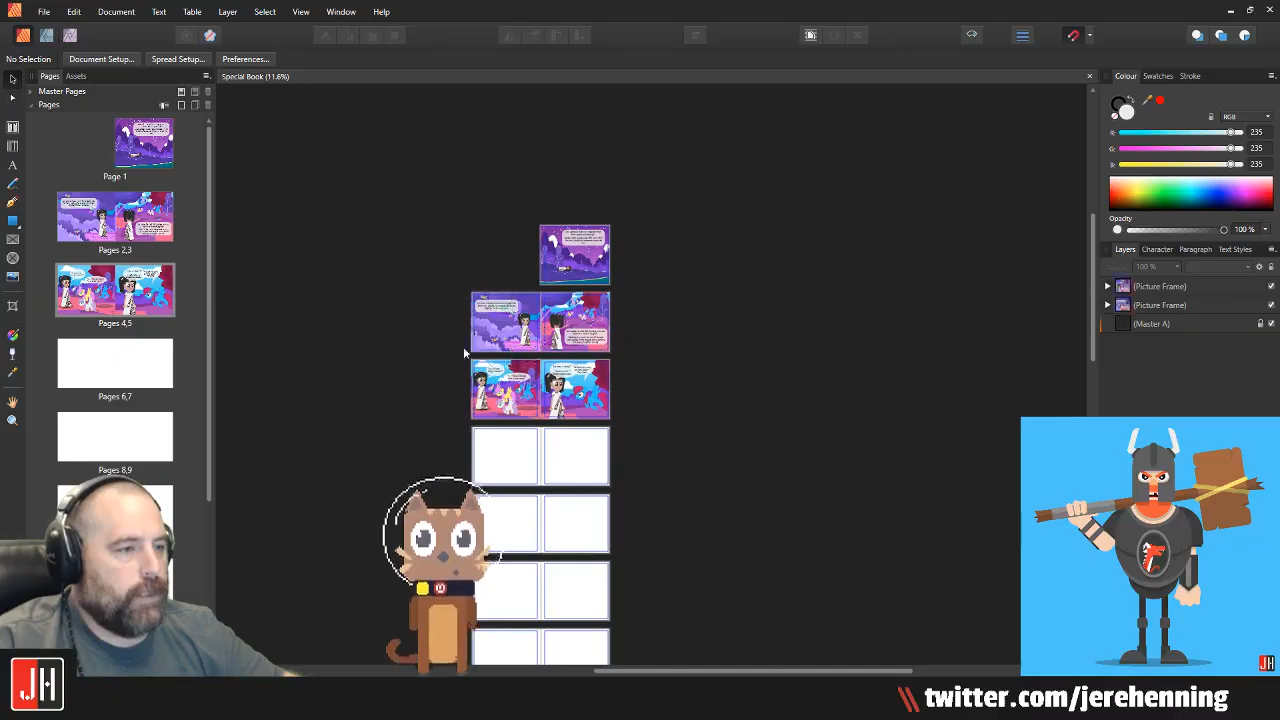 File Edit Document Text Table Layer Select View Window Help
No Selection Document Setup... Spread Setup... Preferences...
Pages Assets
Master Pages
Pages
Page 1
Pages 2,3
Pages 4,5
Pages 6,7
Pages 8,9
Special Book (11.6%)
Colour Swatches Stroke
RGB
R: 235
G: 235
B: 235
Opacity
100 %
Layers Character Paragraph Text Styles
100 %
(Picture Frame)
(Picture Frame)
(Master A)
JH
JH
twitter.com/jerehenning